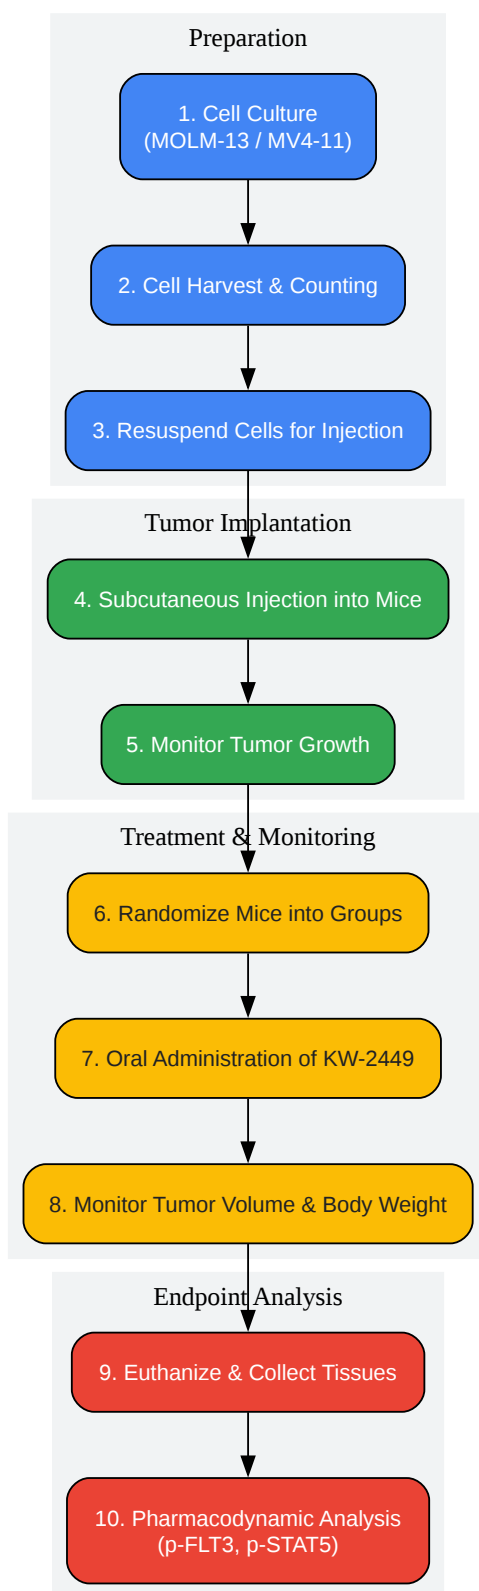 Preparation
1. Cell Culture
(MOLM-13 / MV4-11)
2. Cell Harvest & Counting
3. Resuspend Cells for Injection
Tumor Implantation
4. Subcutaneous Injection into Mice
5. Monitor Tumor Growth
Treatment & Monitoring
6. Randomize Mice into Groups
7. Oral Administration of KW-2449
8. Monitor Tumor Volume & Body Weight
Endpoint Analysis
9. Euthanize & Collect Tissues
10. Pharmacodynamic Analysis
(p-FLT3, p-STAT5)